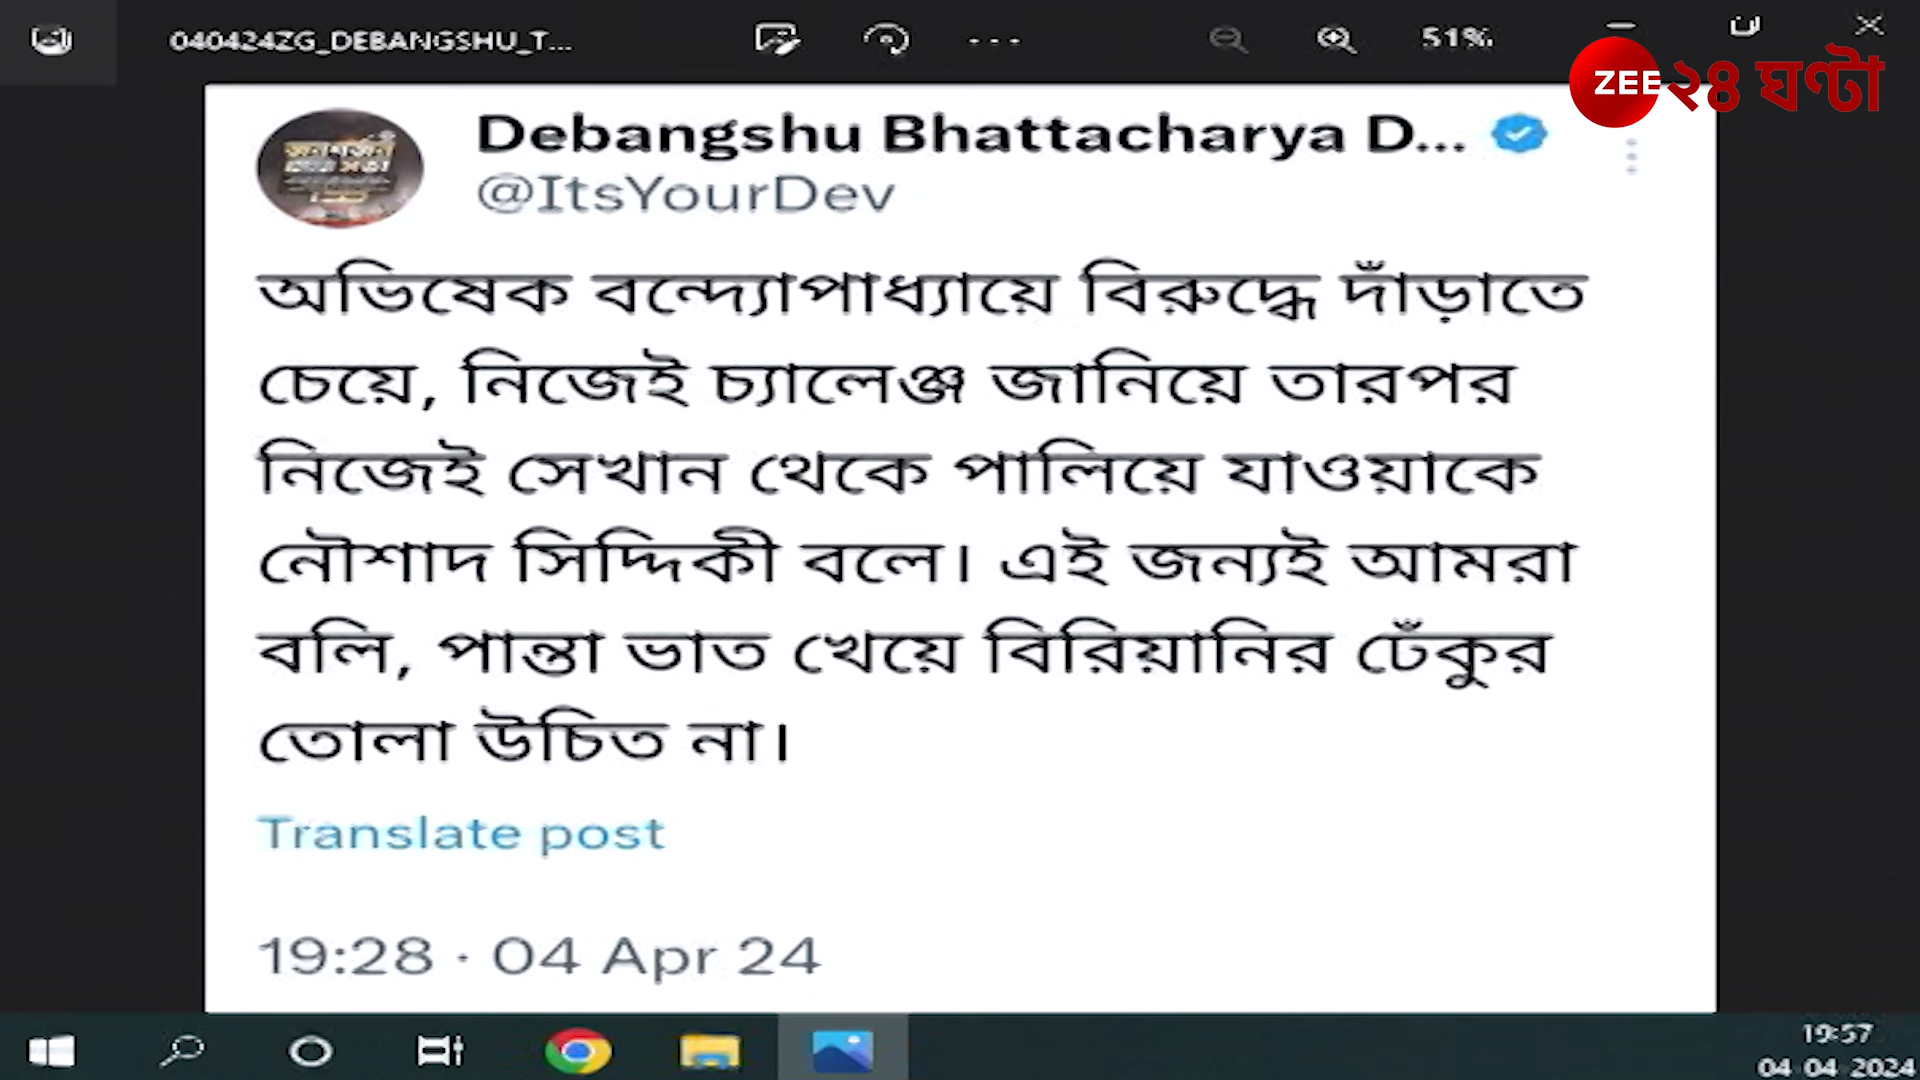 040424ZG_DEBANGSHU_T...
51%
ZEE ২৪ ঘণ্টা
Debangshu Bhattacharya D...
@ItsYourDev
অভিষেক বন্দ্যোপাধ্যায়ে বিরুদ্ধে দাঁড়াতে
চেয়ে, নিজেই চ্যালেঞ্জ জানিয়ে তারপর
নিজেই সেখান থেকে পালিয়ে যাওয়াকে
নৌশাদ সিদ্দিকী বলে। এই জন্যই আমরা
বলি, পান্তা ভাত খেয়ে বিরিয়ানির ঢেঁকুর
তোলা উচিত না।
Translate post
19:28 · 04 Apr 24
19:57
04 04 2024